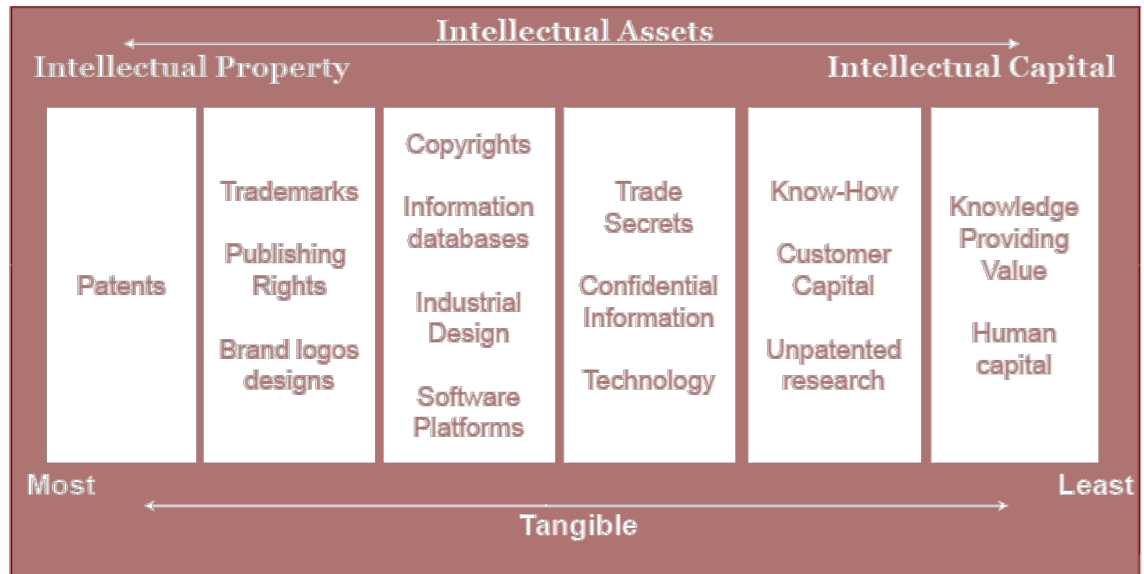 Intellectual Assets
Intellectual Property
Intellectual Capital
Patents
Trademarks
Publishing
Rights
Brand logos
designs
Copyrights
Information
databases
Industrial
Design
Software
Platforms
Trade
Secrets
Confidential
Information
Technology
Know-How
Customer
Capital
Unpatented
research
Knowledge
Providing
Value
Human
capital
Most
Least
Tangible